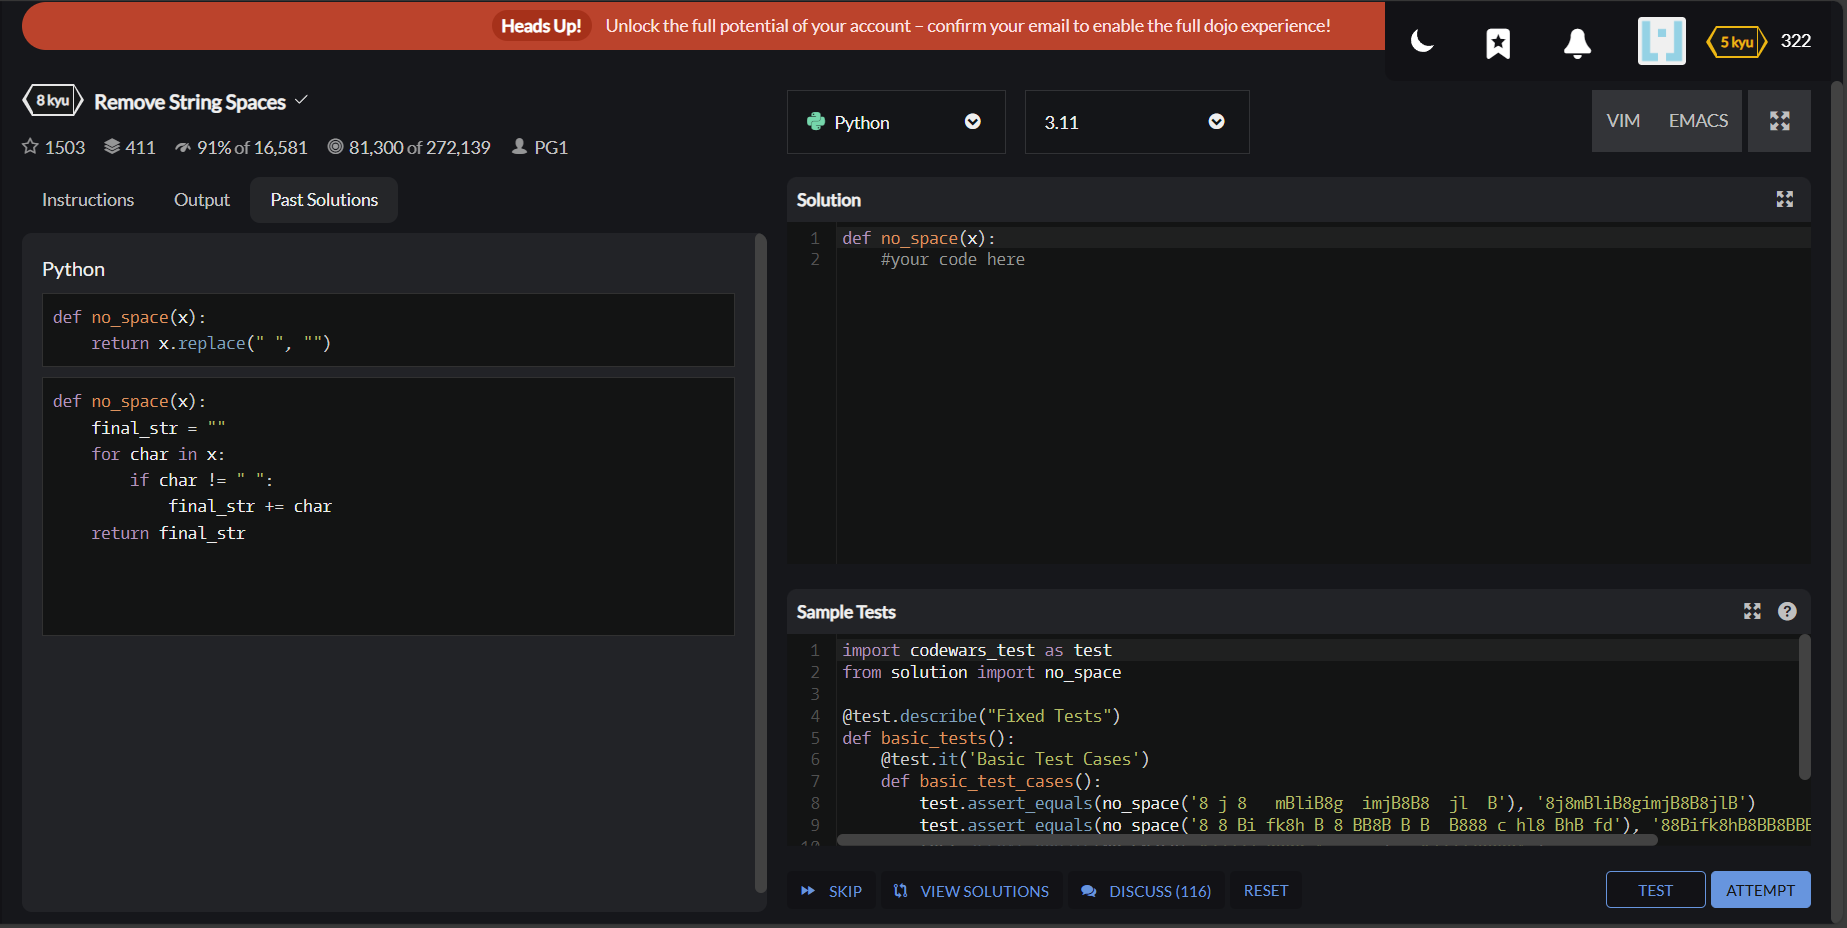 Heads Up! Unlock the full potential of your account – confirm your email to enable the full dojo experience!
5 kyu 322
8 kyu Remove String Spaces
1503 411 91% of 16,581 81,300 of 272,139 PG1
Instructions Output Past Solutions
Python
def no_space(x):
    return x.replace(" ", "")
def no_space(x):
    final_str = ""
    for char in x:
        if char != " ":
            final_str += char
    return final_str
Python 3.11 VIM EMACS
Solution
1 def no_space(x):
2     #your code here
Sample Tests
1 import codewars_test as test
2 from solution import no_space
3
4 @test.describe("Fixed Tests")
5 def basic_tests():
6     @test.it('Basic Test Cases')
7     def basic_test_cases():
8         test.assert_equals(no_space('8 j 8   mBliB8g  imjB8B8  jl  B'), '8j8mBliB8gimjB8B8jlB')
9         test.assert_equals(no_space('8 8 Bi fk8h B 8 BB8B B B  B888 c hl8 BhB fd'), '88Bifk8hB8BB8BBB
10
SKIP VIEW SOLUTIONS DISCUSS (116) RESET TEST ATTEMPT